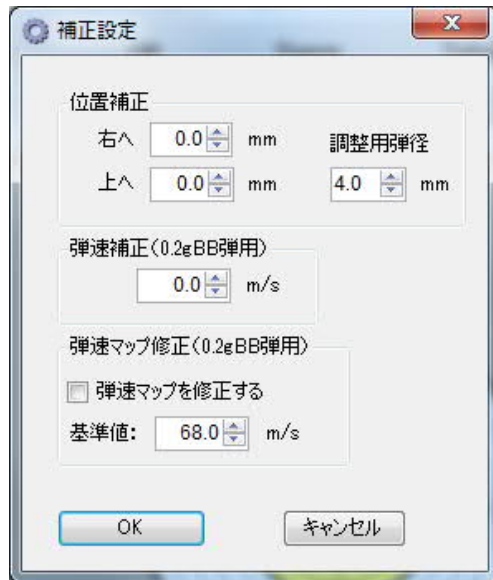 補正設定
位置補正
右へ 0.0 mm 調整用弾径
上へ 0.0 mm 4.0 mm
弾速補正(0.2gBB弾用)
0.0 m/s
弾速マップ修正(0.2gBB弾用)
弾速マップを修正する
基準値: 68.0 m/s
OK キャンセル